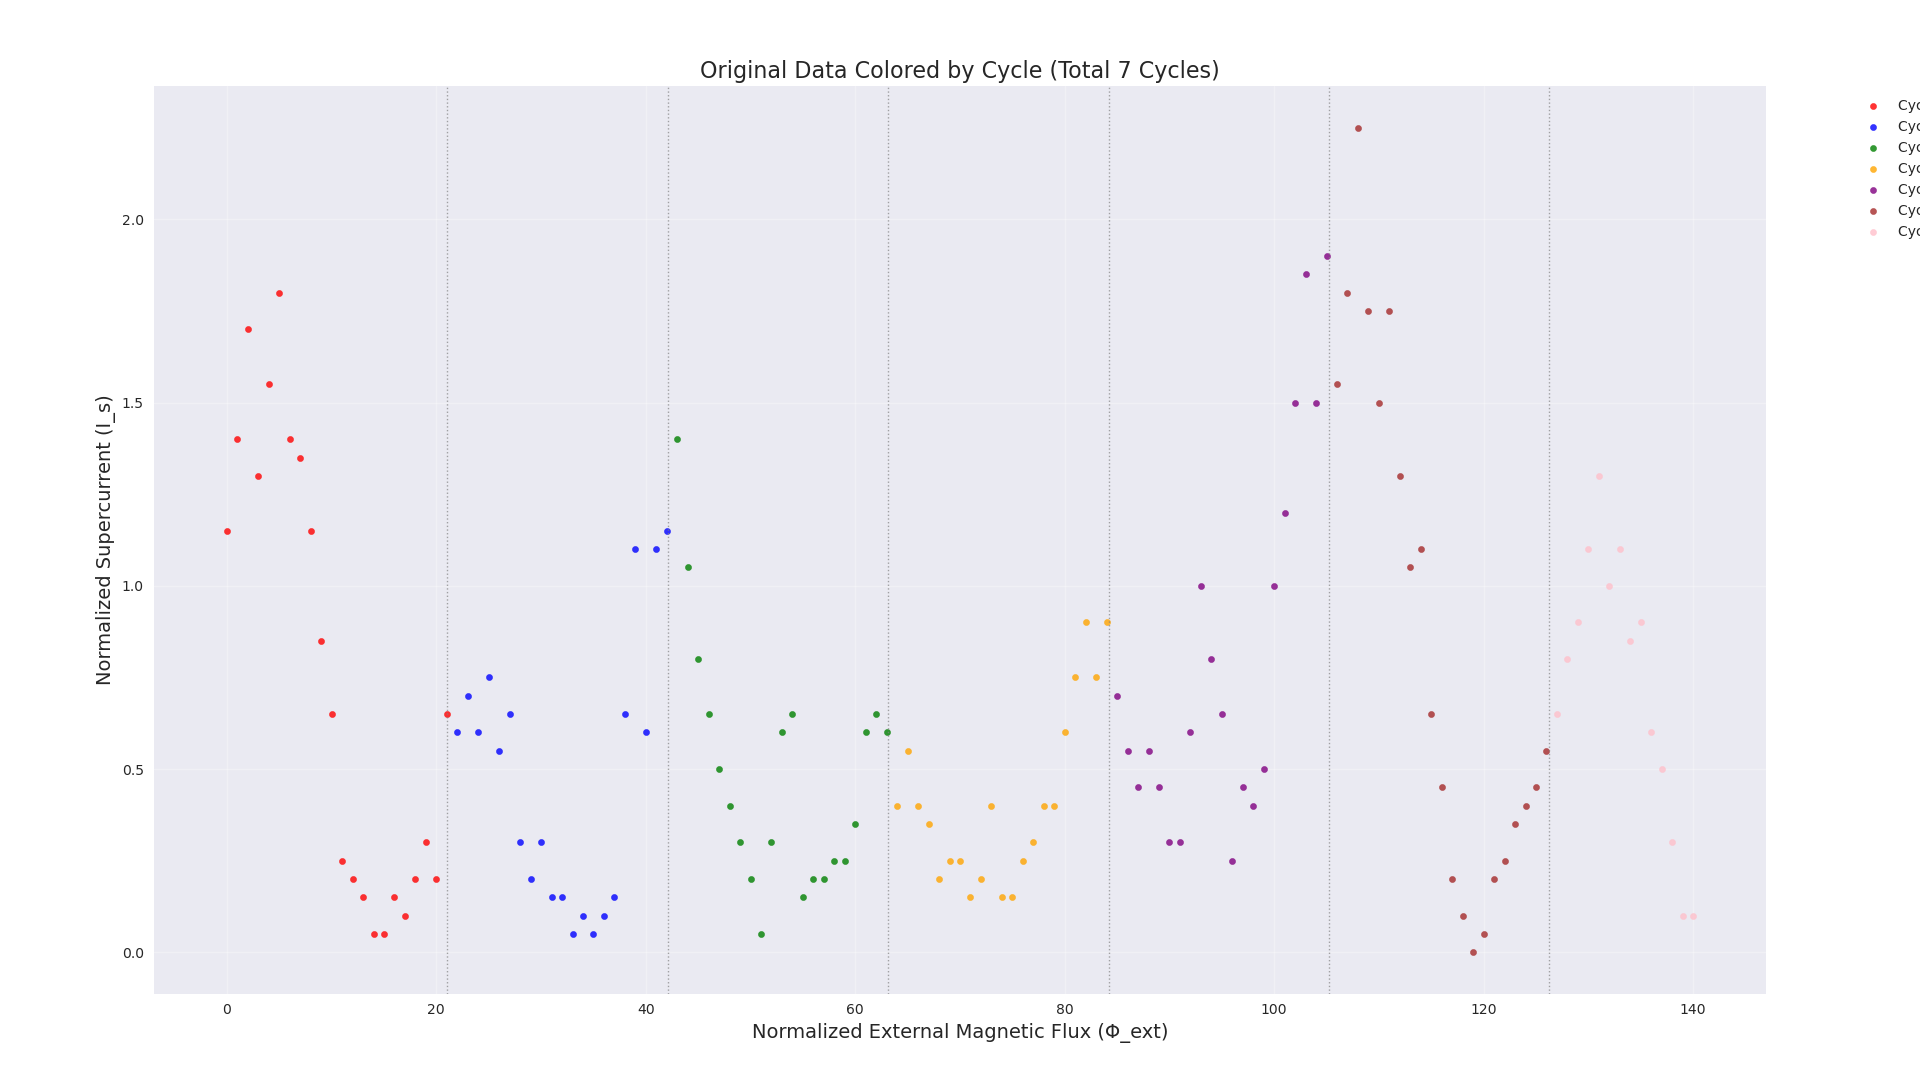 Original Data Colored by Cycle (Total 7 Cycles)
Cyc
Cyc
Cyc
Cyc
Cyc
Cyc
Cyc
Normalized Supercurrent (I_s)
2.0
1.5
1.0
0.5
0.0
0 20 40 60 80 100 120 140
Normalized External Magnetic Flux (Φ_ext)